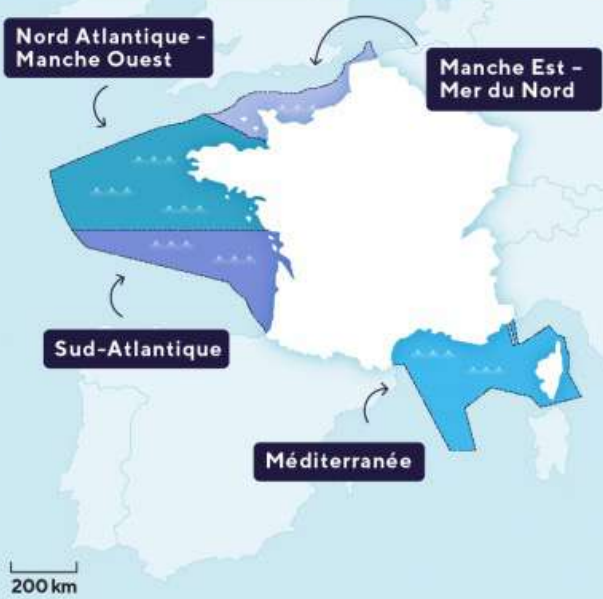 Nord Atlantique –
Manche Ouest
Manche Est –
Mer du Nord
Sud-Atlantique
Méditerranée
200 km